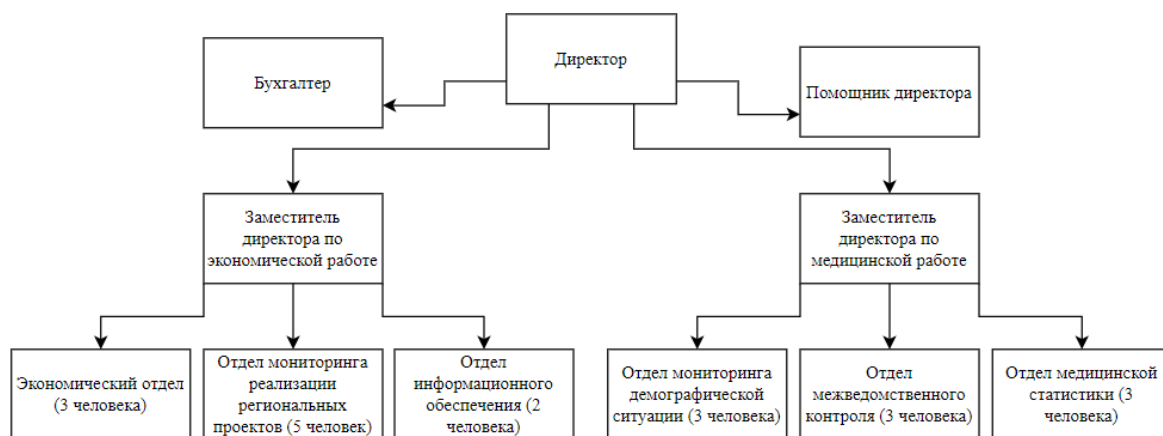 Директор
Бухгалтер
Помощник директора
Заместитель
директора по
экономической работе
Заместитель
директора по
медицинской работе
Экономический отдел
(3 человека)
Отдел мониторинга
реализации
региональных
проектов (5 человек)
Отдел
информационного
обеспечения (2
человека)
Отдел мониторинга
демографической
ситуации (3 человека)
Отдел
межведомственного
контроля (3 человека)
Отдел медицинской
статистики (3
человека)